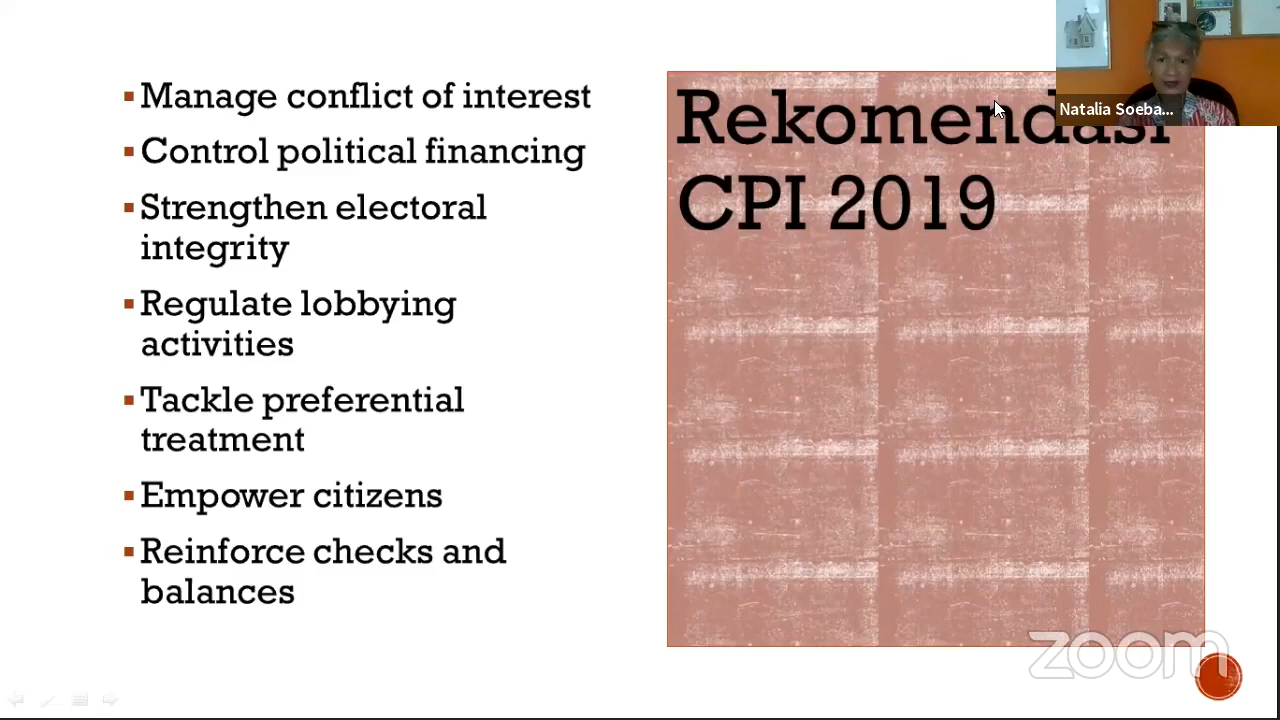 Manage conflict of interest
Control political financing
Strengthen electoral
integrity
Regulate lobbying
activities
Tackle preferential
treatment
Empower citizens
Reinforce checks and
balances
Rekomendasi
CPI 2019
Natalia Soeba...
zoom